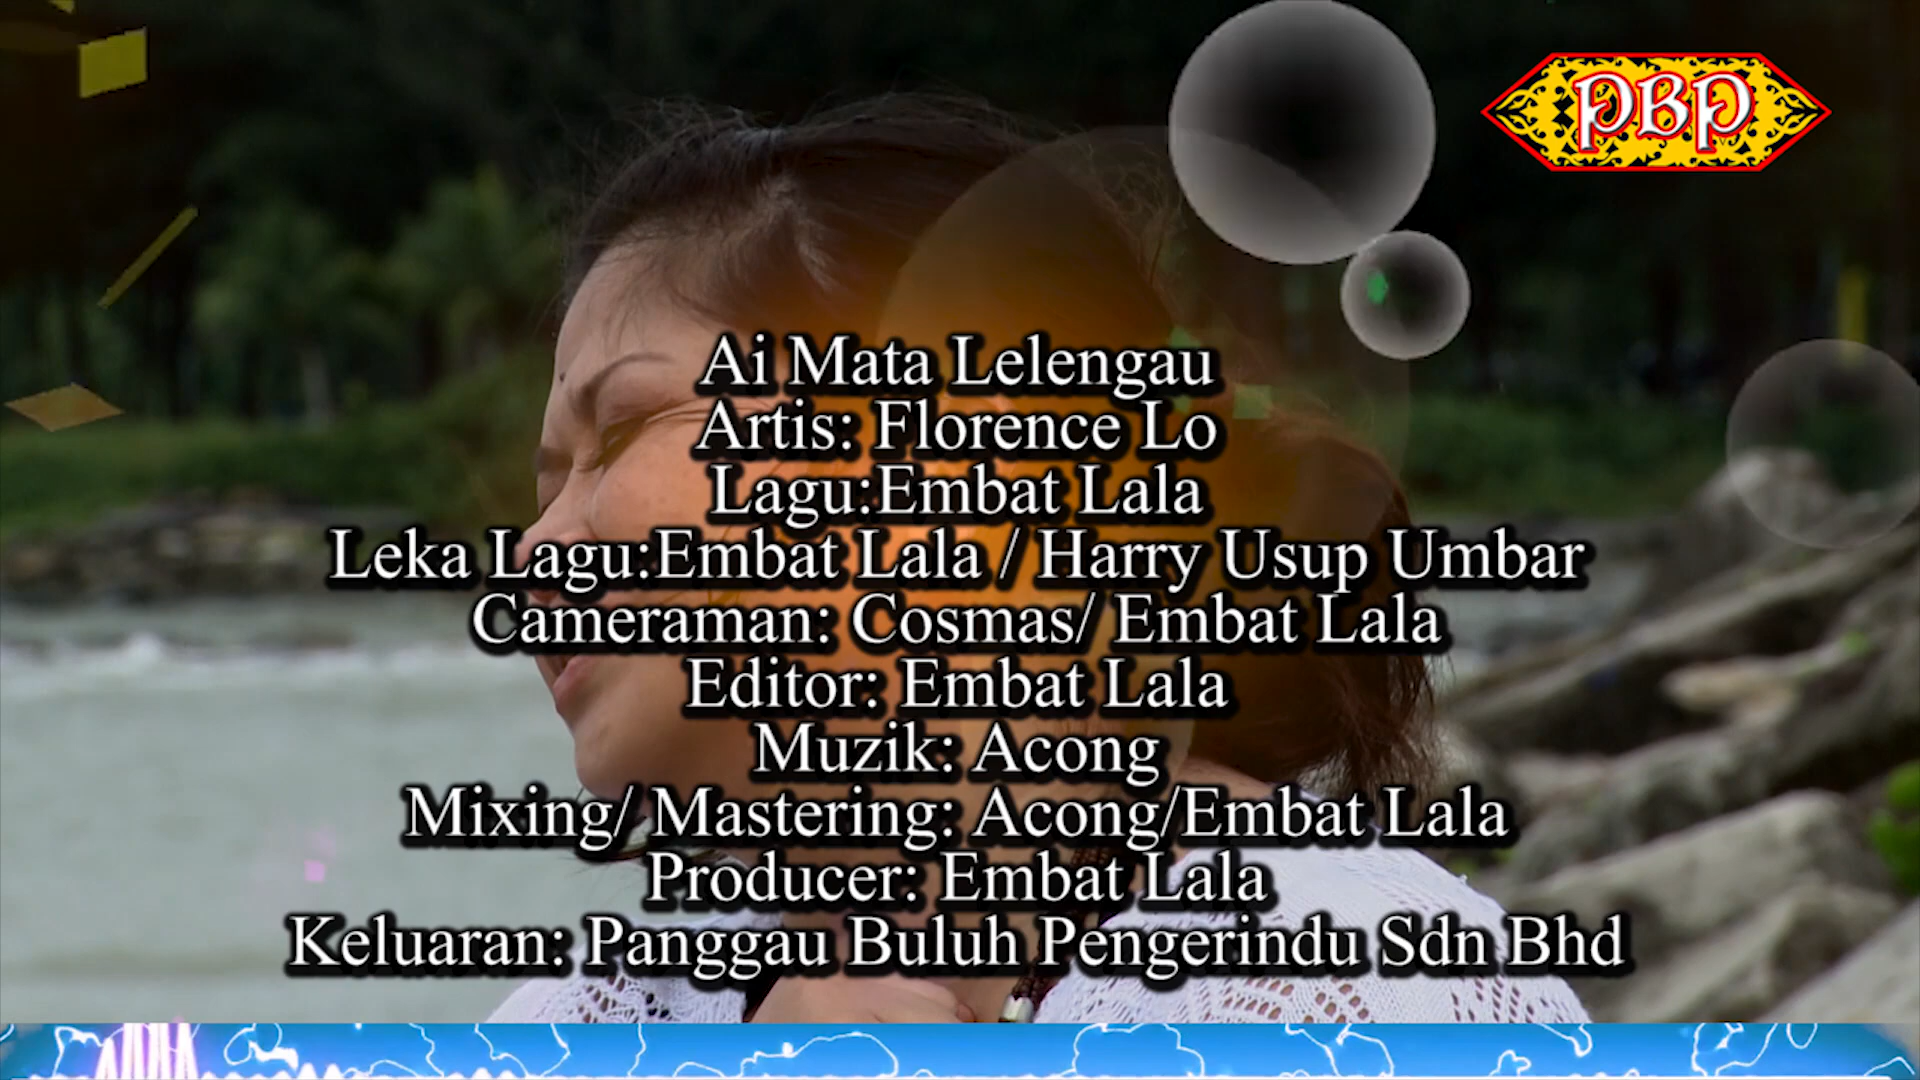 PBP
Ai Mata Lelengau
Artis: Florence Lo
Lagu:Embat Lala
Leka Lagu:Embat Lala / Harry Usup Umbar
Cameraman: Cosmas/ Embat Lala
Editor: Embat Lala
Muzik: Acong
Mixing/ Mastering: Acong/Embat Lala
Producer: Embat Lala
Keluaran: Panggau Buluh Pengerindu Sdn Bhd